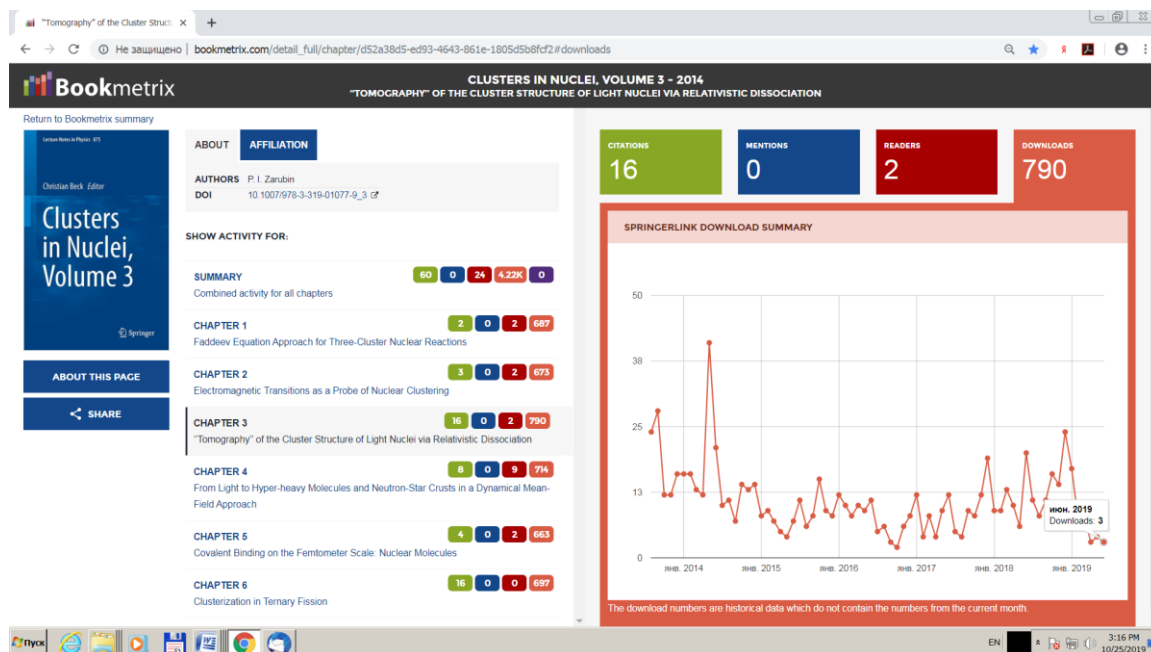 "Tomography" of the Cluster Struct
Не защищено | bookmetrix.com/detail_full/chapter/d52a38d5-ed93-4643-861e-1805d5b8fcf2#downloads
Bookmetrix
CLUSTERS IN NUCLEI, VOLUME 3 - 2014
"TOMOGRAPHY" OF THE CLUSTER STRUCTURE OF LIGHT NUCLEI VIA RELATIVISTIC DISSOCIATION
Return to Bookmetrix summary
Lecture Notes in Physics 875
Christian Beck Editor
Clusters
in Nuclei,
Volume 3
Springer
ABOUT THIS PAGE
SHARE
ABOUT AFFILIATION
AUTHORS P. I. Zarubin
DOI 10.1007/978-3-319-01077-9_3
SHOW ACTIVITY FOR:
SUMMARY 60 0 24 4.22K 0
Combined activity for all chapters
CHAPTER 1 2 0 2 687
Faddeev Equation Approach for Three-Cluster Nuclear Reactions
CHAPTER 2 3 0 2 673
Electromagnetic Transitions as a Probe of Nuclear Clustering
CHAPTER 3 16 0 2 790
"Tomography" of the Cluster Structure of Light Nuclei via Relativistic Dissociation
CHAPTER 4 8 0 9 714
From Light to Hyper-heavy Molecules and Neutron-Star Crusts in a Dynamical Mean-
Field Approach
CHAPTER 5 4 0 2 663
Covalent Binding on the Femtometer Scale: Nuclear Molecules
CHAPTER 6 16 0 0 697
Clusterization in Ternary Fission
CITATIONS
16
MENTIONS
0
READERS
2
DOWNLOADS
790
SPRINGERLINK DOWNLOAD SUMMARY
50
38
25
13
0
янв. 2014 янв. 2015 янв. 2016 янв. 2017 янв. 2018 янв. 2019
июн. 2019
Downloads: 3
The download numbers are historical data which do not contain the numbers from the current month.
Пуск
EN
3:16 PM
10/25/2019